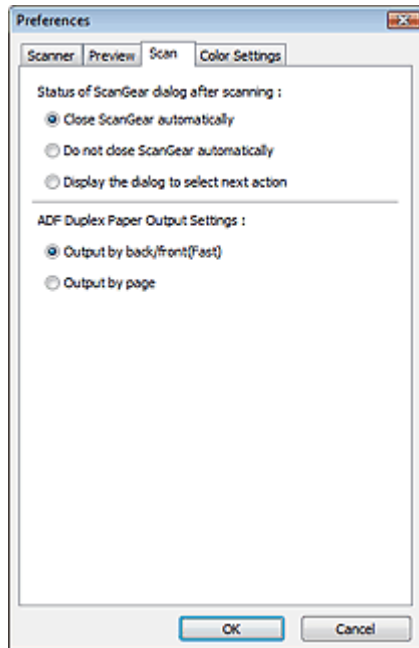 Preferences
Scanner Preview Scan Color Settings
Status of ScanGear dialog after scanning :
Close ScanGear automatically
Do not close ScanGear automatically
Display the dialog to select next action
ADF Duplex Paper Output Settings :
Output by back/front(Fast)
Output by page
OK Cancel